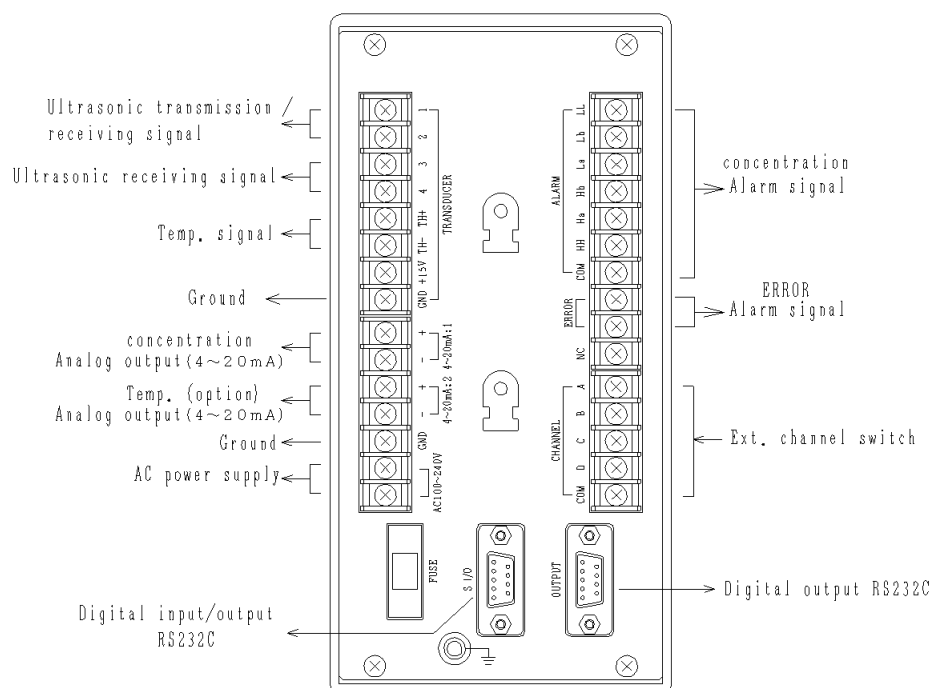 Ultrasonic transmission/
receiving signal
Ultrasonic receiving signal
Temp. signal
Ground
concentration
Analog output(4~20mA)
Temp. (option)
Analog output(4~20mA)
Ground
AC power supply
Digital input/output
RS232C
1
2
3
4
TH+
TH-
+15V
GND
TRANSDUCER
+
-
4~20mA:1
+
-
4~20mA:2
GND
AC100~240V
FUSE
S I/O
OUTPUT
ALARM
LL
Lb
La
Hb
Ha
HH
COM
ERROR
NC
CHANNEL
A
B
C
D
COM
concentration
Alarm signal
ERROR
Alarm signal
Ext. channel switch
Digital output RS232C